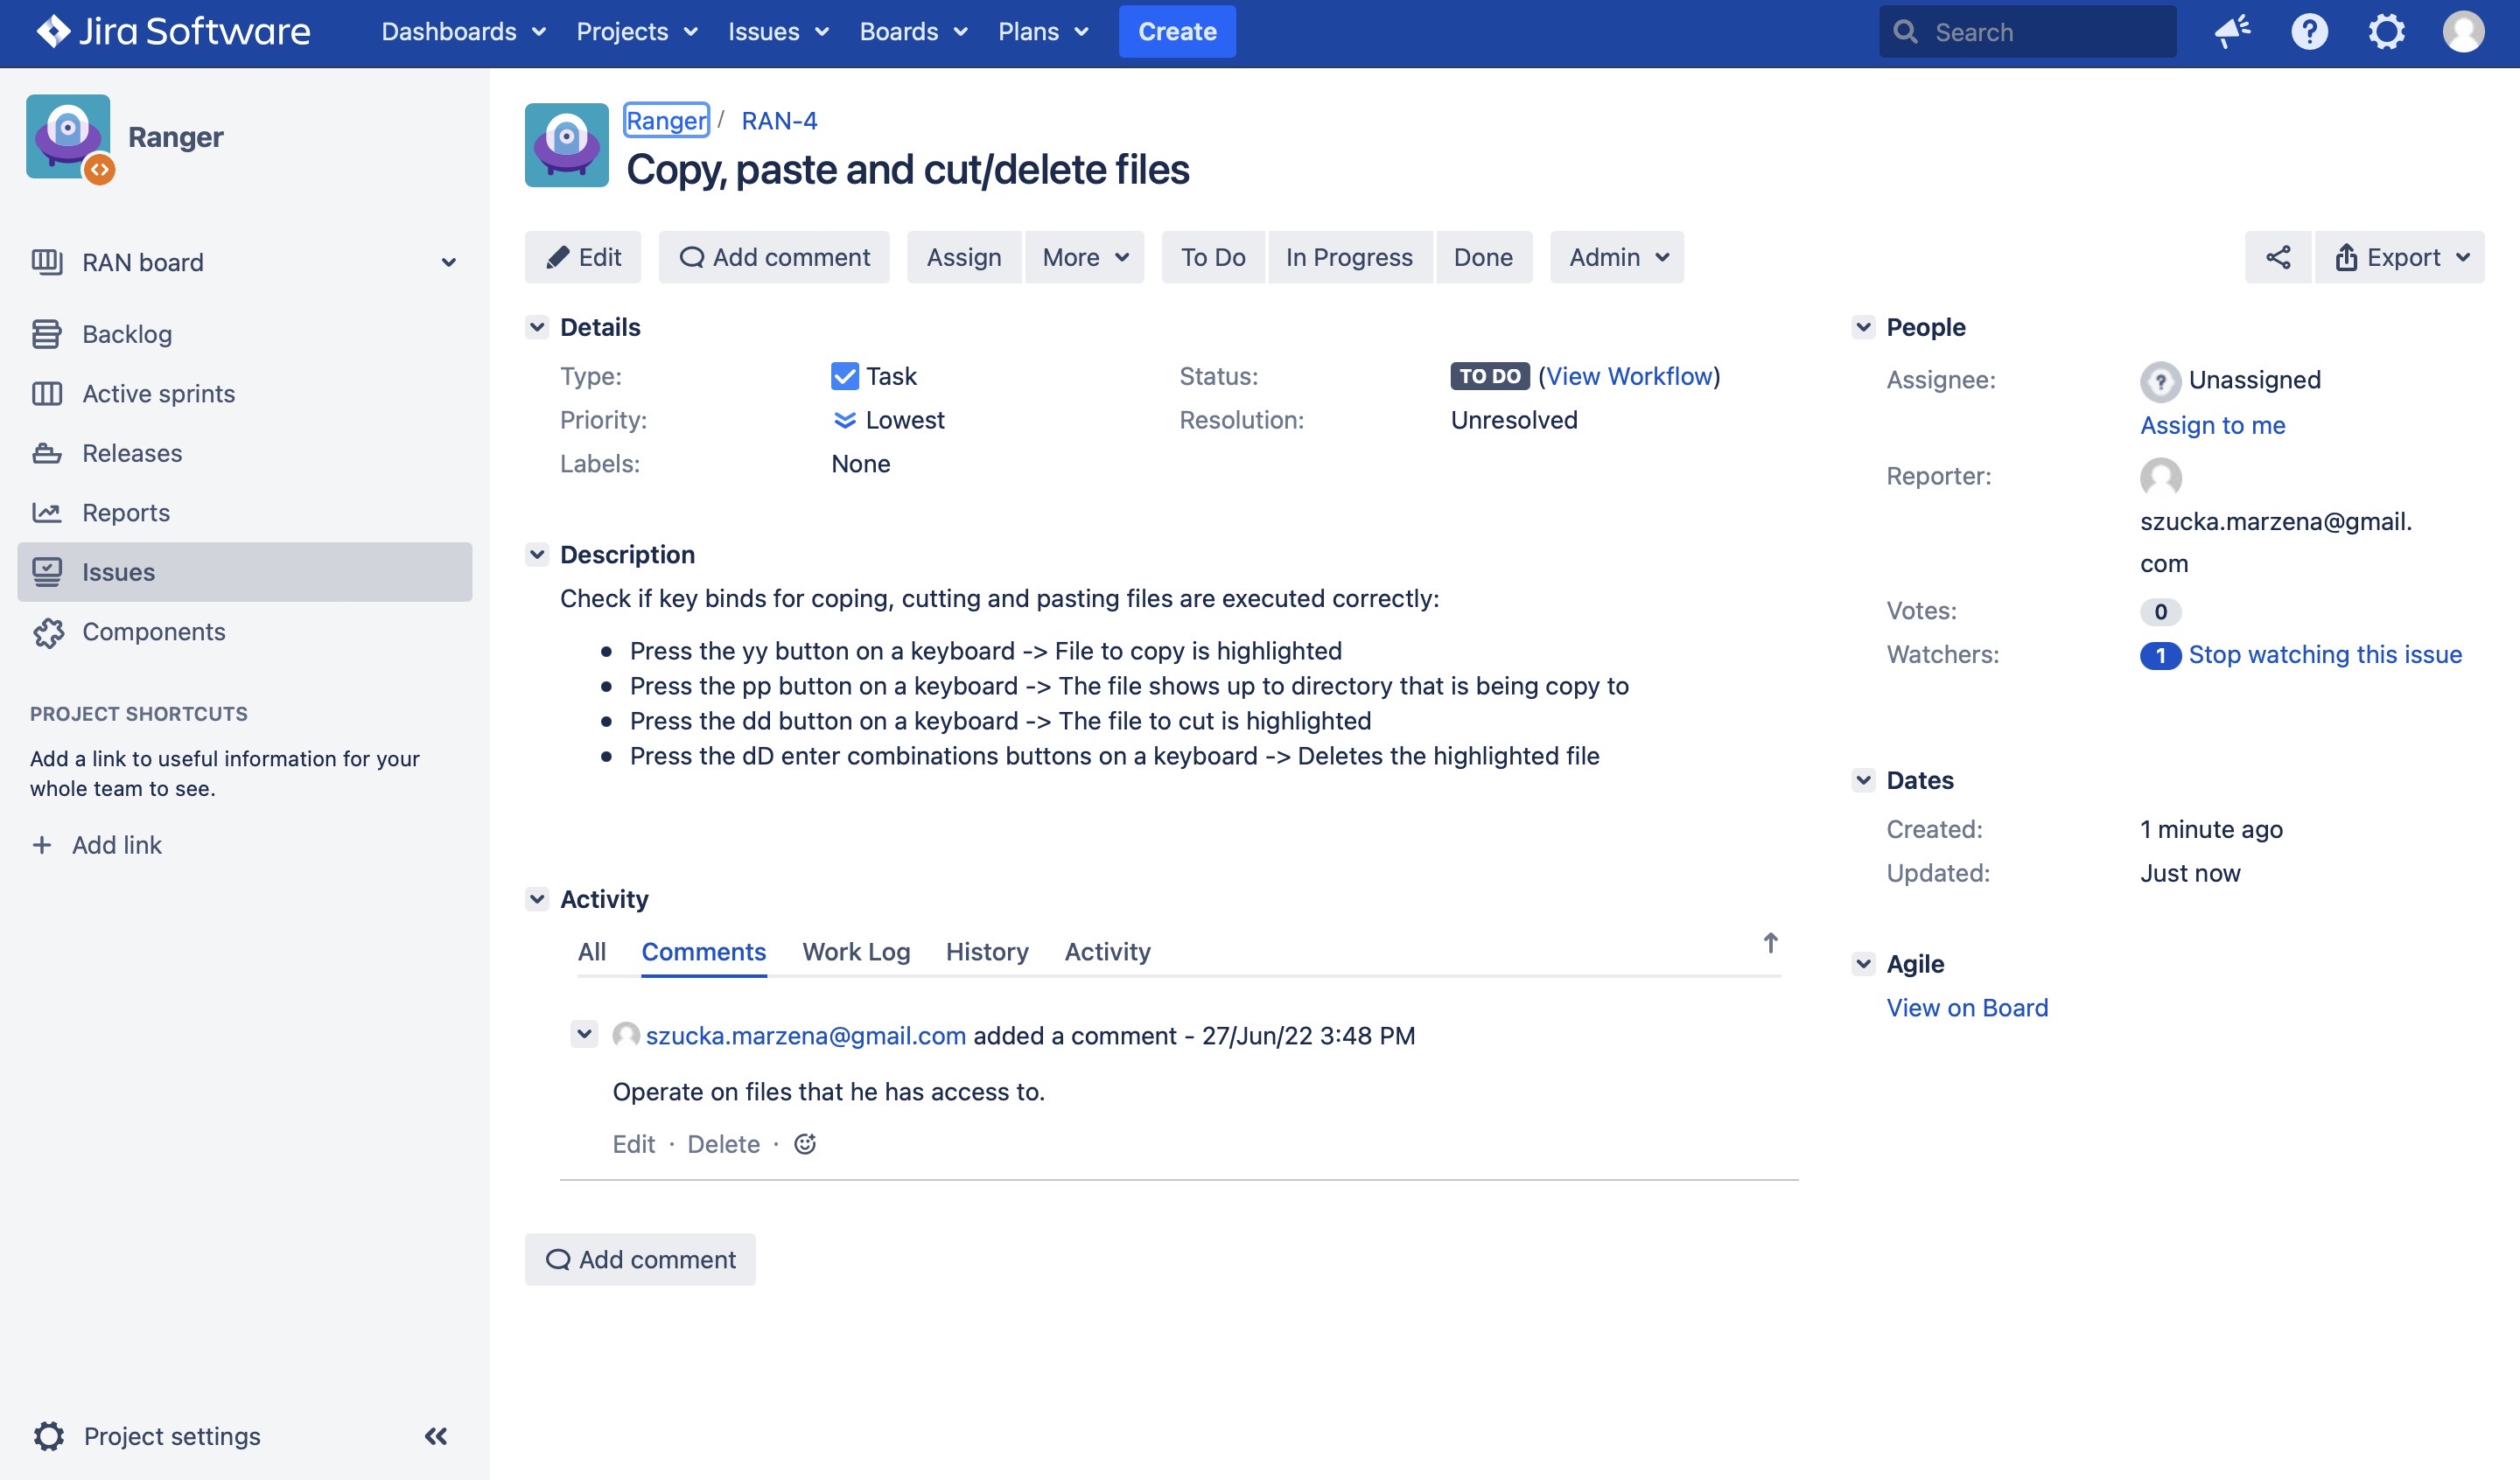 Jira Software Dashboards Projects Issues Boards Plans Create Search
Ranger
RAN board
Backlog
Active sprints
Releases
Reports
Issues
Components
PROJECT SHORTCUTS
Add a link to useful information for your
whole team to see.
+ Add link
Project settings
Ranger / RAN-4
Copy, paste and cut/delete files
Edit Add comment Assign More To Do In Progress Done Admin Export
Details
Type: Task Status: TO DO (View Workflow)
Priority: Lowest Resolution: Unresolved
Labels: None
Description
Check if key binds for coping, cutting and pasting files are executed correctly:
• Press the yy button on a keyboard -> File to copy is highlighted
• Press the pp button on a keyboard -> The file shows up to directory that is being copy to
• Press the dd button on a keyboard -> The file to cut is highlighted
• Press the dD enter combinations buttons on a keyboard -> Deletes the highlighted file
Activity
All Comments Work Log History Activity
szucka.marzena@gmail.com added a comment - 27/Jun/22 3:48 PM
Operate on files that he has access to.
Edit · Delete ·
Add comment
People
Assignee: Unassigned
Assign to me
Reporter:
szucka.marzena@gmail.
com
Votes: 0
Watchers: 1 Stop watching this issue
Dates
Created: 1 minute ago
Updated: Just now
Agile
View on Board